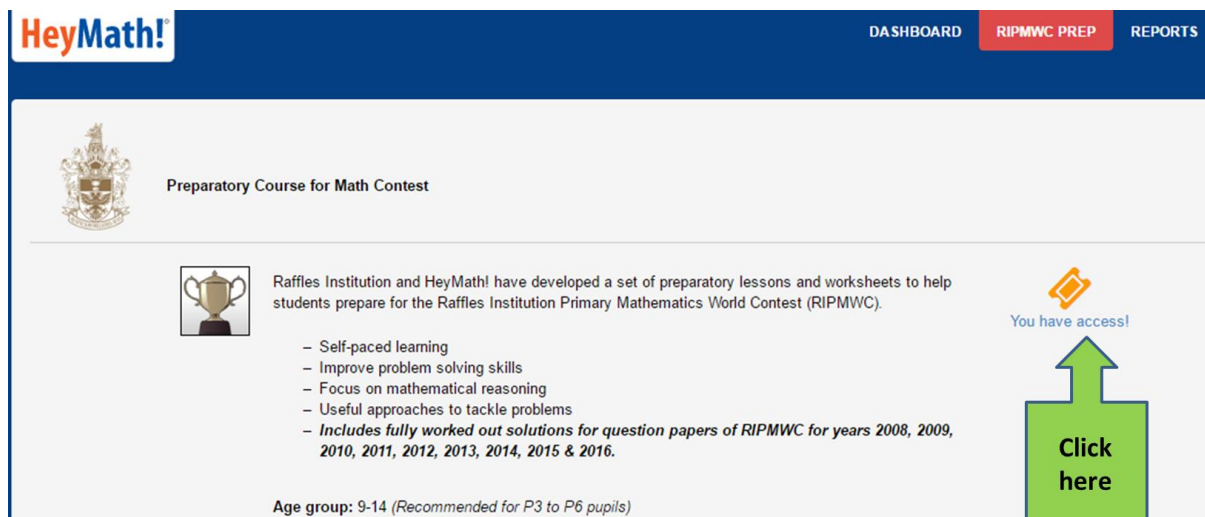 HeyMath!
DASHBOARD RIPMWC PREP REPORTS
Preparatory Course for Math Contest
Raffles Institution and HeyMath! have developed a set of preparatory lessons and worksheets to help
students prepare for the Raffles Institution Primary Mathematics World Contest (RIPMWC).
You have access!
– Self-paced learning
– Improve problem solving skills
– Focus on mathematical reasoning
– Useful approaches to tackle problems
– Includes fully worked out solutions for question papers of RIPMWC for years 2008, 2009,
2010, 2011, 2012, 2013, 2014, 2015 & 2016.
Click
here
Age group: 9-14 (Recommended for P3 to P6 pupils)